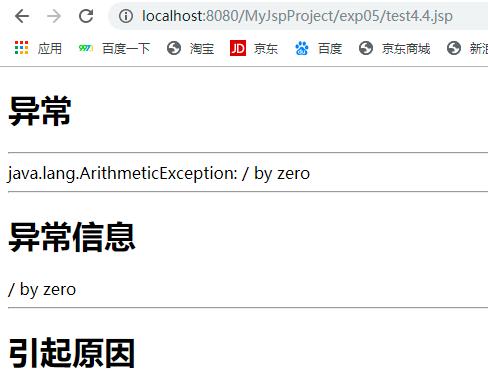 localhost:8080/MyJspProject/exp05/test4.4.jsp
应用 百度一下 淘宝 JD 京东 百度 京东商城 新浪
异常
java.lang.ArithmeticException: / by zero
异常信息
/ by zero
引起原因